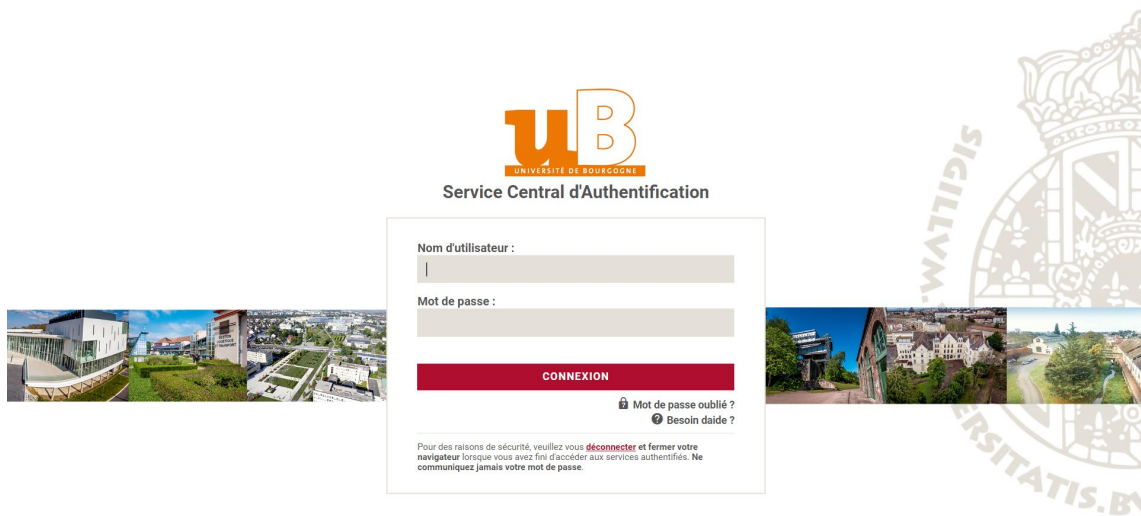 uB
UNIVERSITÉ DE BOURGOGNE
Service Central d'Authentification
Nom d'utilisateur :
Mot de passe :
CONNEXION
Mot de passe oublié ?
Besoin daide ?
Pour des raisons de sécurité, veuillez vous déconnecter et fermer votre
navigateur lorsque vous avez fini d'accéder aux services authentifiés. Ne
communiquez jamais votre mot de passe.
SIGILLVM